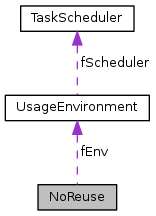 TaskScheduler
fScheduler
UsageEnvironment
fEnv
NoReuse